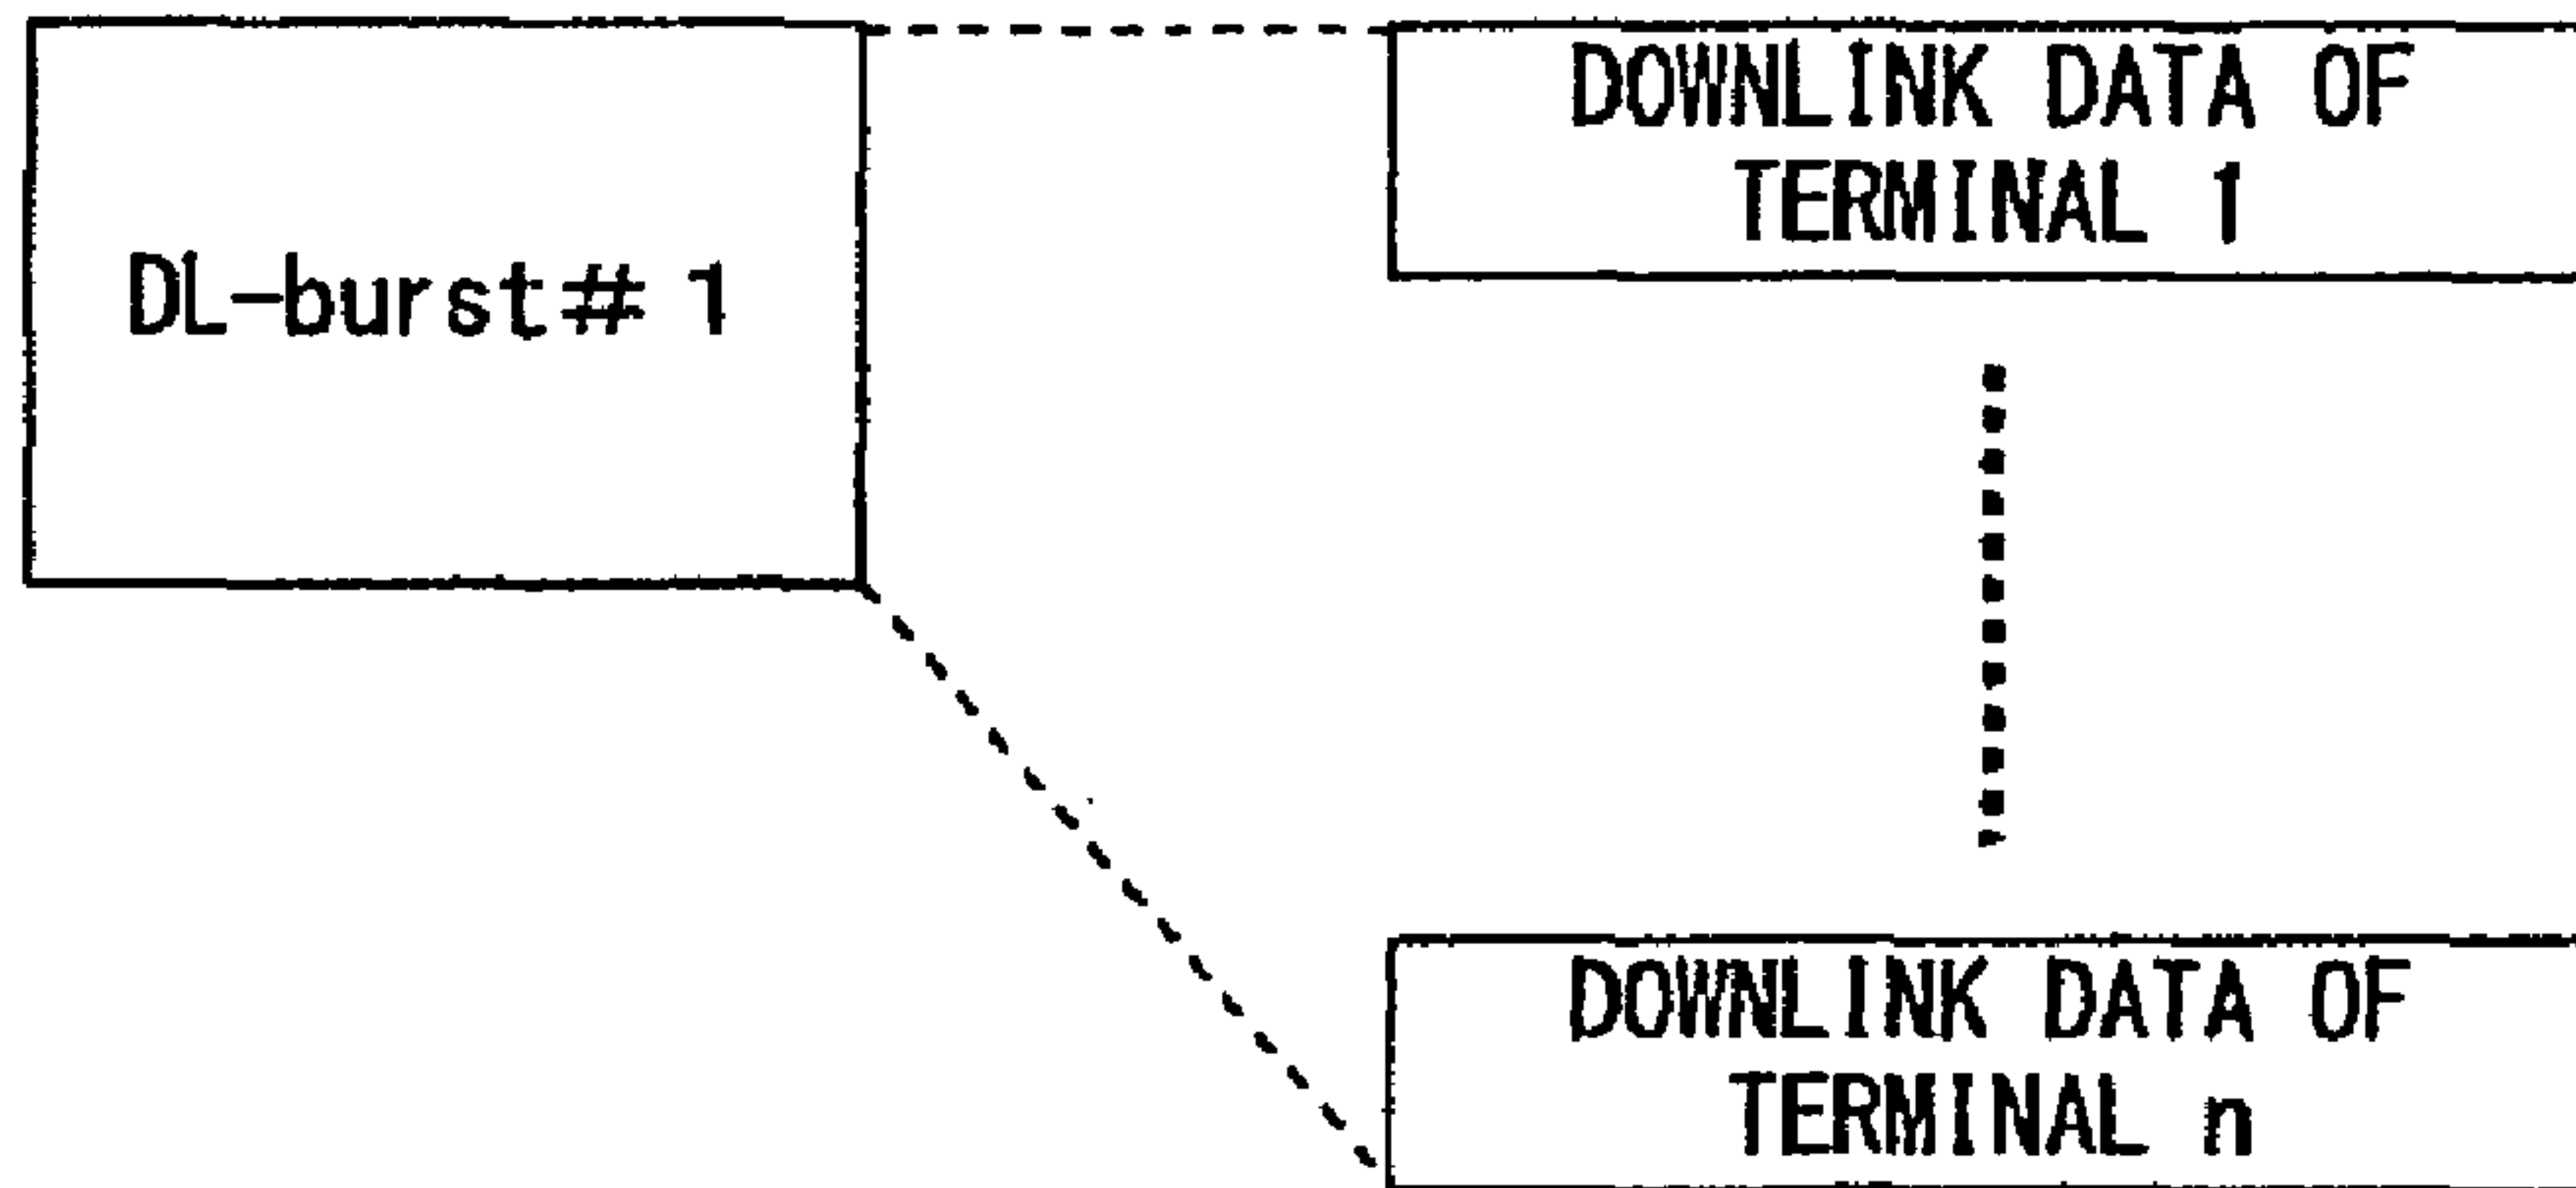 DL-burst# 1
DOWNLINK DATA OF
TERMINAL 1
DOWNLINK DATA OF
TERMINAL n